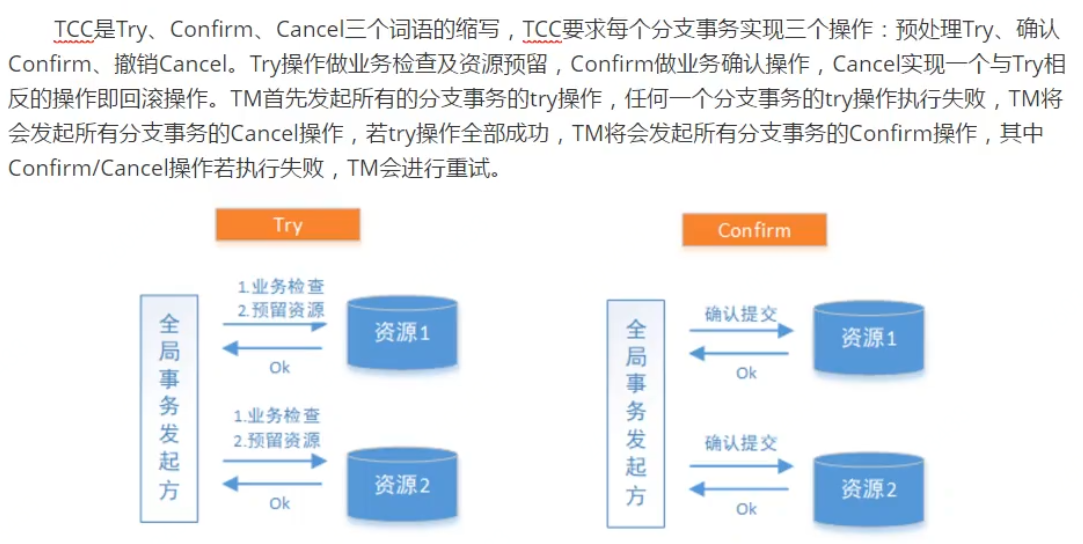 TCC是Try、Confirm、Cancel三个词语的缩写，TCC要求每个分支事务实现三个操作：预处理Try、确认
Confirm、撤销Cancel。Try操作做业务检查及资源预留，Confirm做业务确认操作，Cancel实现一个与Try相
反的操作即回滚操作。TM首先发起所有的分支事务的try操作，任何一个分支事务的try操作执行失败，TM将
会发起所有分支事务的Cancel操作，若try操作全部成功，TM将会发起所有分支事务的Confirm操作，其中
Confirm/Cancel操作若执行失败，TM会进行重试。
Try
全局事务发起方
1.业务检查
2.预留资源
Ok
资源1
1.业务检查
2.预留资源
Ok
资源2
Confirm
全局事务发起方
确认提交
Ok
资源1
确认提交
Ok
资源2